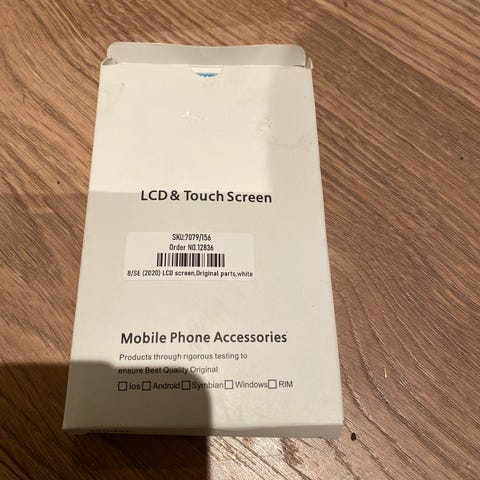 LCD & Touch Screen
SKU:7079/156
Order NO.12836
8/SE (2020) LCD screen,Original parts,white
Mobile Phone Accessories
Products through rigorous testing to
ensure Best Quality Original
ios Android Symbian Windows RIM